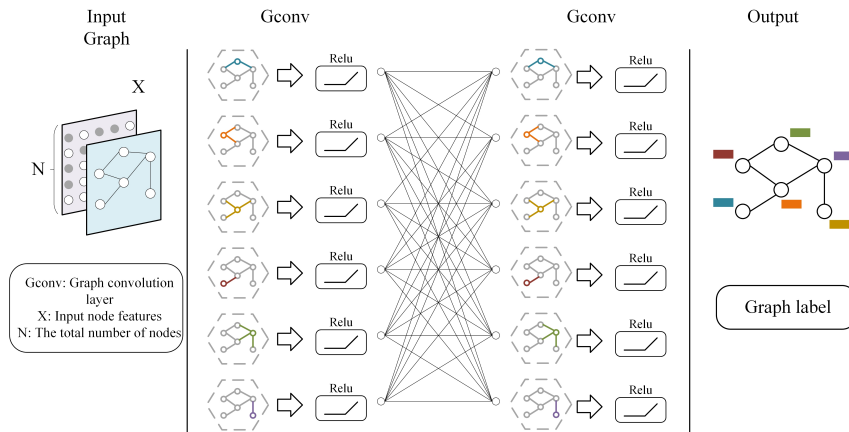 Input
Graph
Gconv
Gconv
Output
X
N
Relu
Relu
Relu
Relu
Relu
Relu
Relu
Relu
Relu
Relu
Relu
Relu
Gconv: Graph convolution
layer
X: Input node features
N: The total number of nodes
Graph label